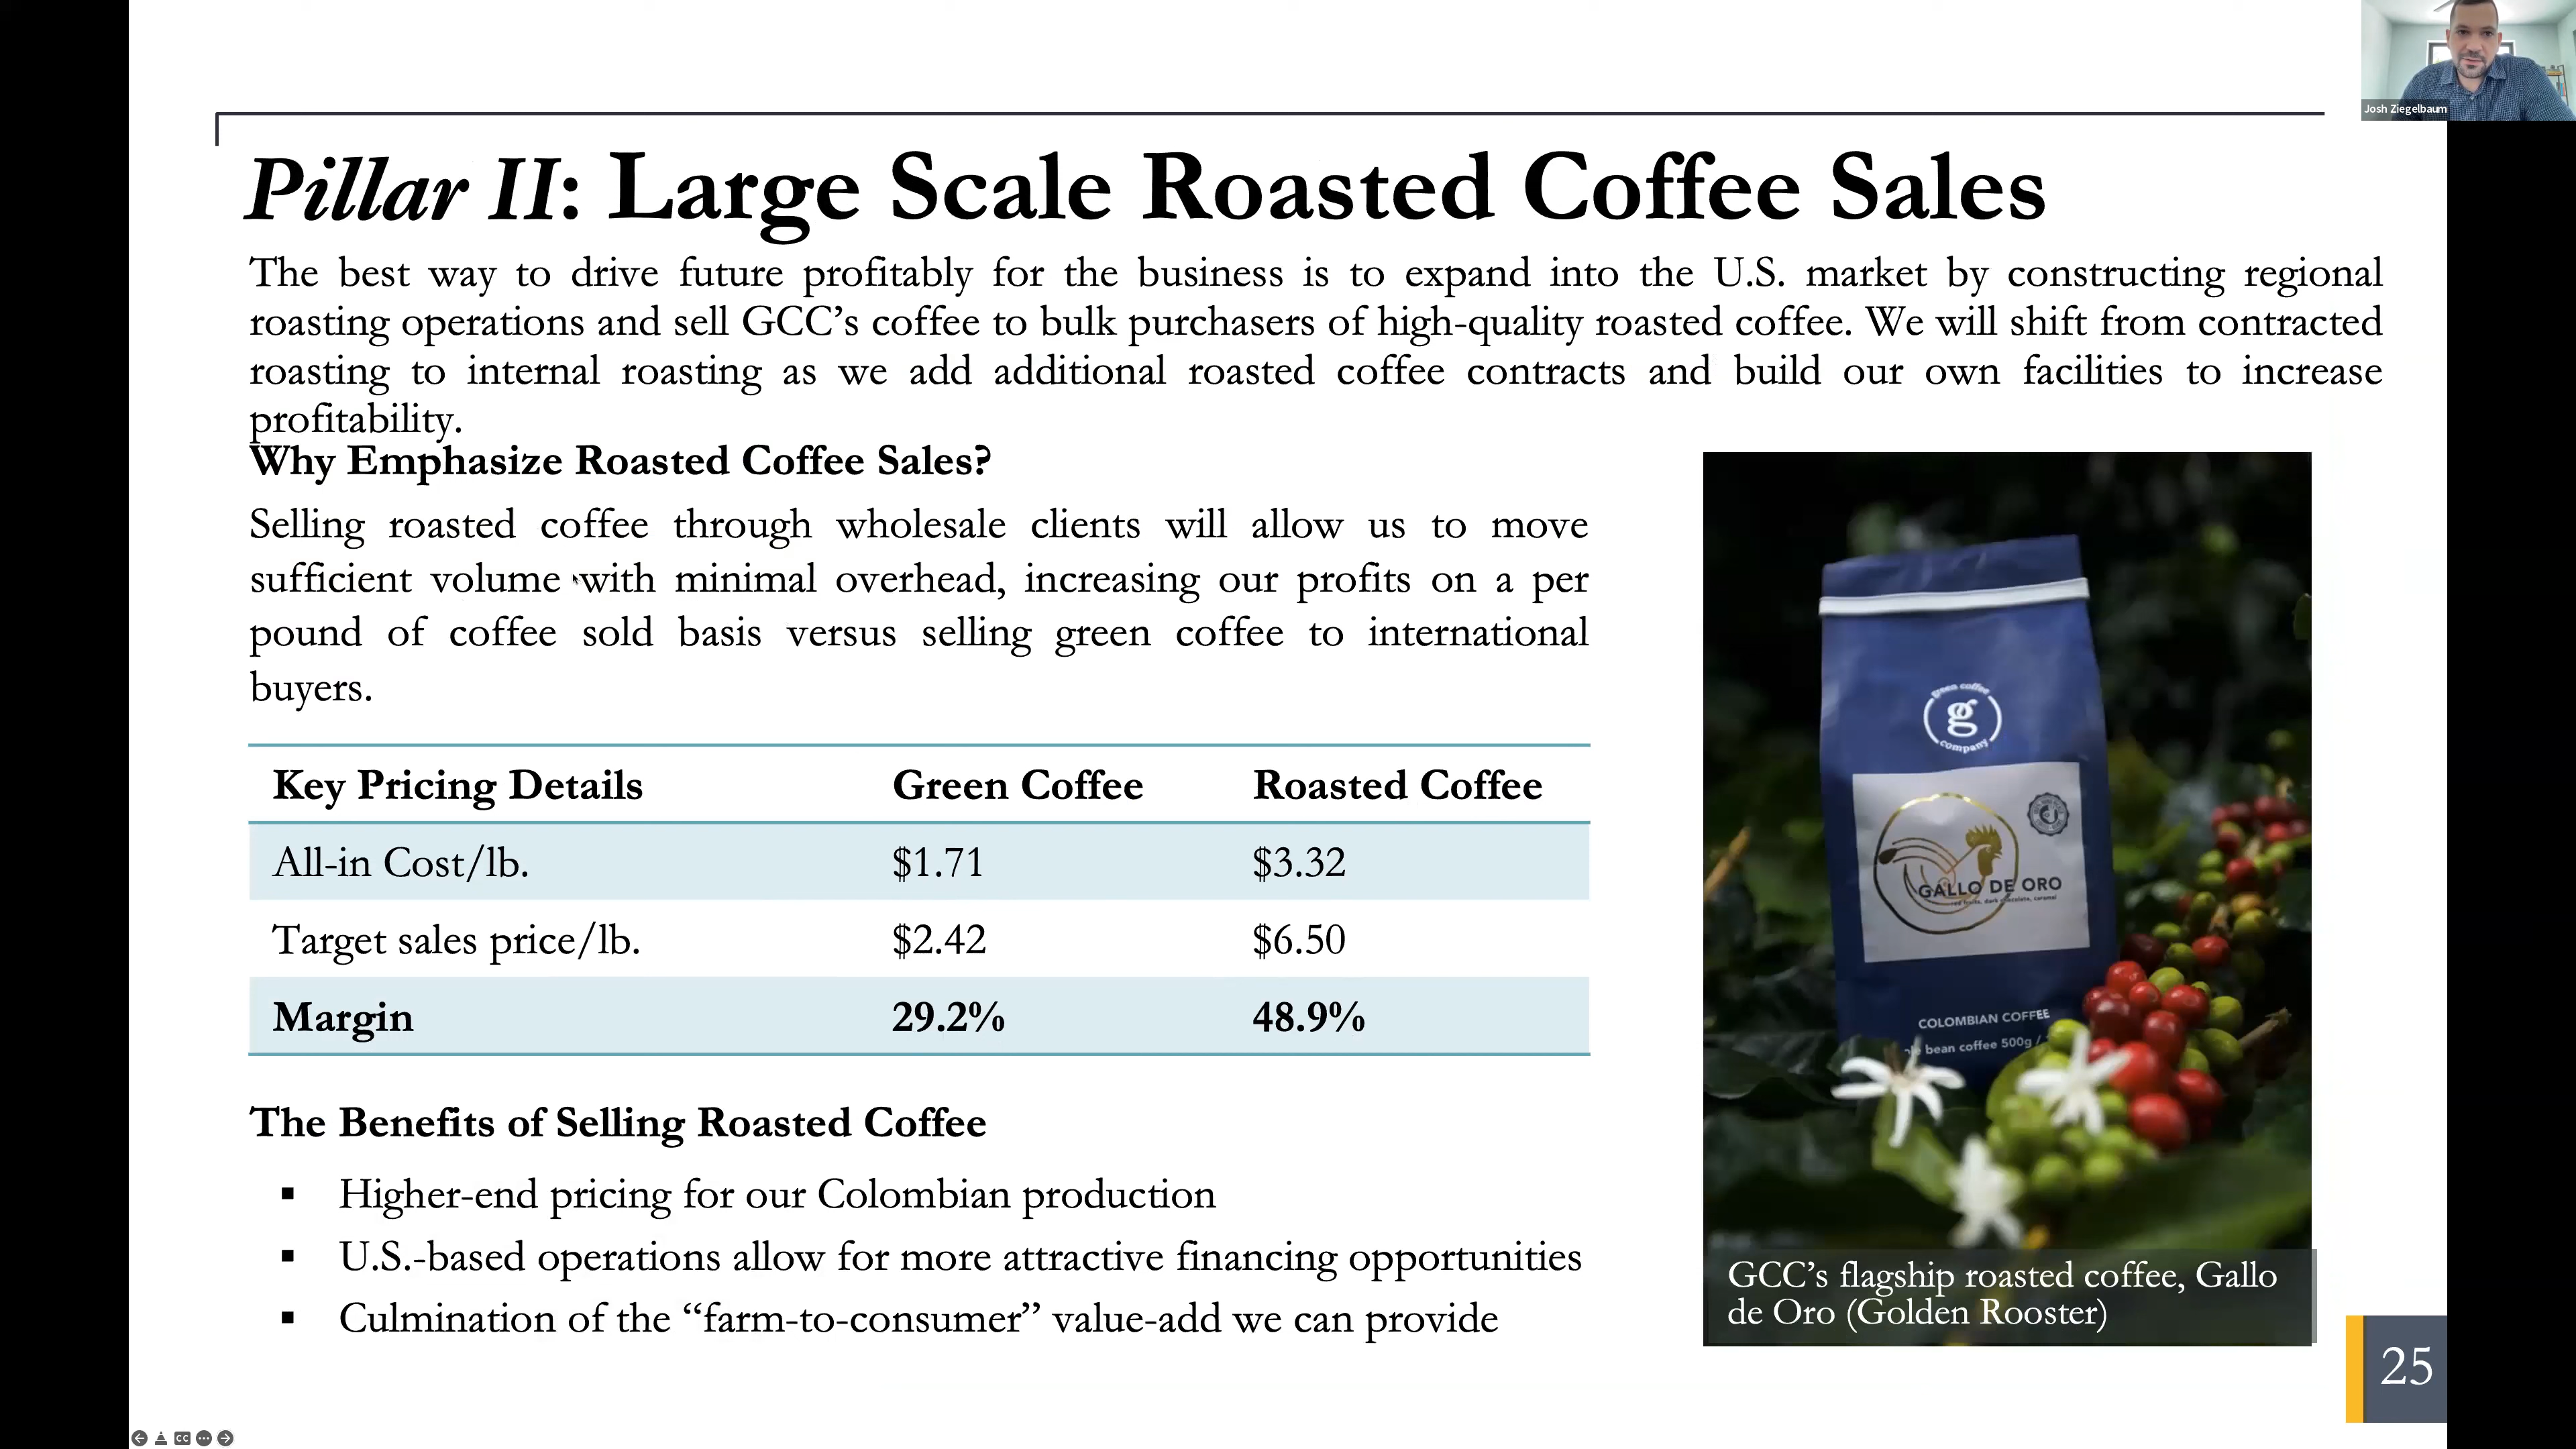 Josh Ziegelbaum
Pillar II: Large Scale Roasted Coffee Sales
The best way to drive future profitably for the business is to expand into the U.S. market by constructing regional
roasting operations and sell GCC’s coffee to bulk purchasers of high-quality roasted coffee. We will shift from contracted
roasting to internal roasting as we add additional roasted coffee contracts and build our own facilities to increase
profitability.
Why Emphasize Roasted Coffee Sales?
Selling roasted coffee through wholesale clients will allow us to move
sufficient volume with minimal overhead, increasing our profits on a per
pound of coffee sold basis versus selling green coffee to international
buyers.
Key Pricing Details Green Coffee Roasted Coffee
All-in Cost/lb. $1.71 $3.32
Target sales price/lb. $2.42 $6.50
Margin 29.2% 48.9%
The Benefits of Selling Roasted Coffee
▪ Higher-end pricing for our Colombian production
▪ U.S.-based operations allow for more attractive financing opportunities
▪ Culmination of the “farm-to-consumer” value-add we can provide
green coffee
g
company
GALLO DE ORO
red fruits, dark chocolate, caramel
COLOMBIAN COFFEE
bean coffee 500g /
GCC’s flagship roasted coffee, Gallo
de Oro (Golden Rooster)
25
CC